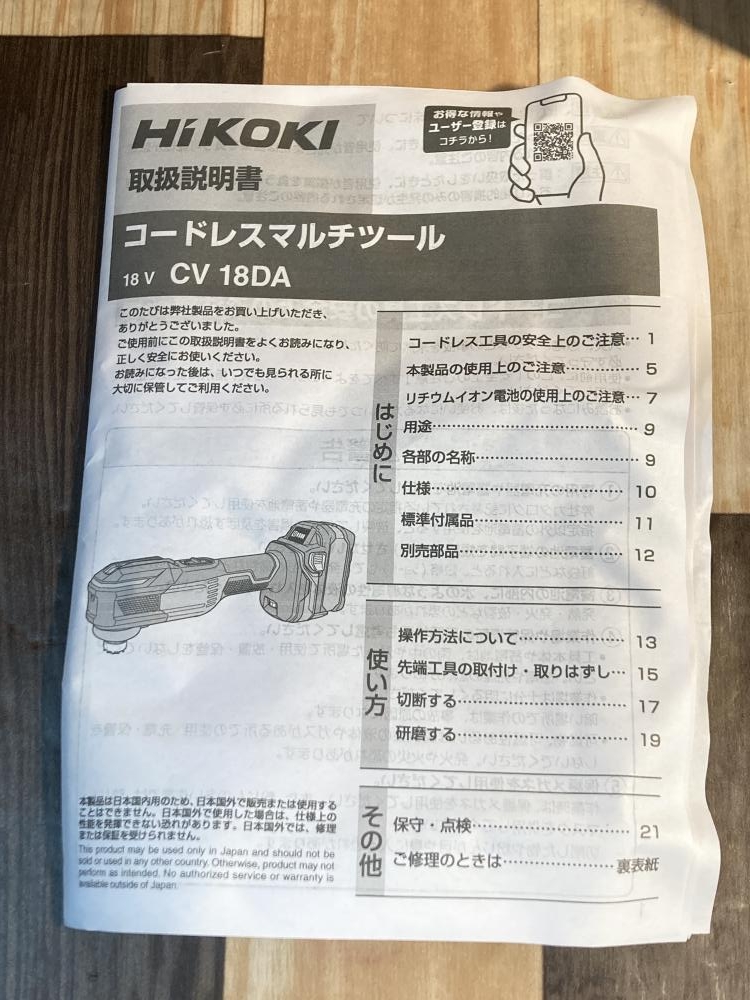 HiKOKI
取扱説明書
お得な情報や
ユーザー登録は
コチラから!
コードレスマルチツール
18 V CV 18DA
このたびは弊社製品をお買い上げいただき、
ありがとうございました。
ご使用前にこの取扱説明書をよくお読みになり、
正しく安全にお使いください。
お読みになった後は、いつでも見られる所に
大切に保管してご利用ください。
はじめに
コードレス工具の安全上のご注意… 1
本製品の使用上のご注意………… 5
リチウムイオン電池の使用上のご注意… 7
用途………………………………… 9
各部の名称………………………… 9
仕様………………………………… 10
標準付属品………………………… 11
別売部品…………………………… 12
使い方
操作方法について………………… 13
先端工具の取付け・取りはずし… 15
切断する…………………………… 17
研磨する…………………………… 19
その他
保守・点検………………………… 21
ご修理のときは………………裏表紙
本製品は日本国内用のため、日本国外で販売または使用する
ことはできません。日本国外で使用した場合は、仕様上の
性能を発揮できない恐れがあります。日本国外では、修理
または保証を受けられません。
This product may be used only in Japan and should not be
sold or used in any other country. Otherwise, product may not
perform as intended. No authorized service or warranty is
available outside of Japan.